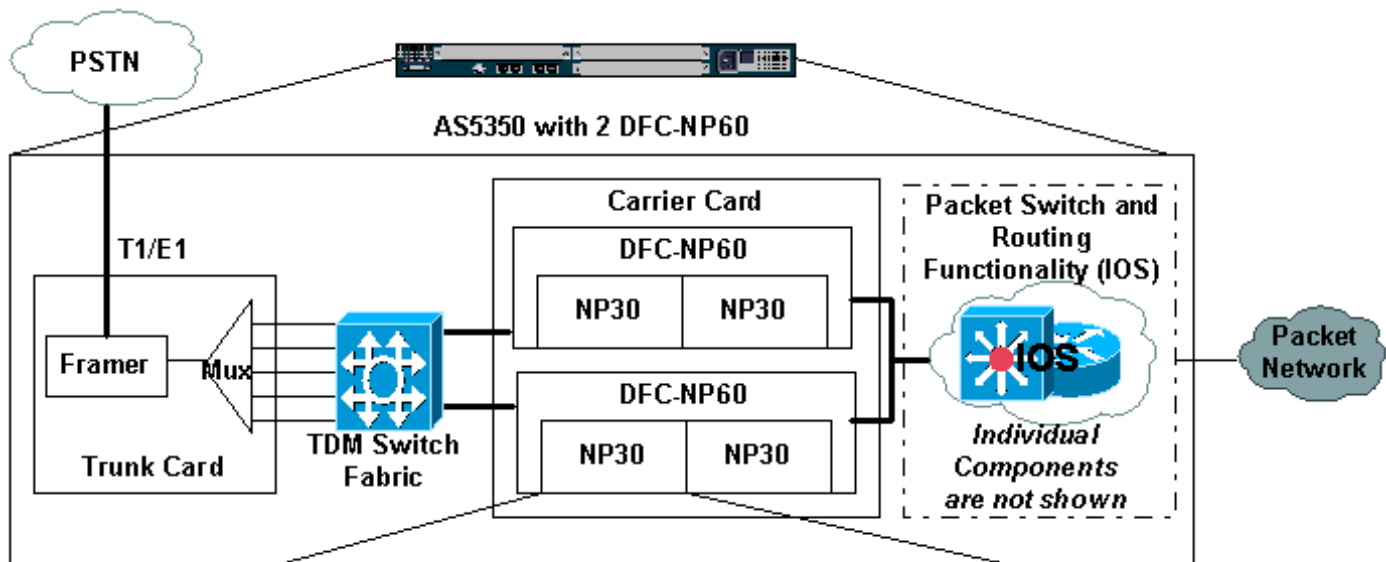 PSTN
AS5350 with 2 DFC-NP60
T1/E1
Framer
Mux
Trunk Card
TDM Switch
Fabric
Carrier Card
DFC-NP60
NP30
NP30
DFC-NP60
NP30
NP30
Packet Switch and
Routing
Functionality (IOS)
IOS
Individual
Components
are not shown
Packet
Network